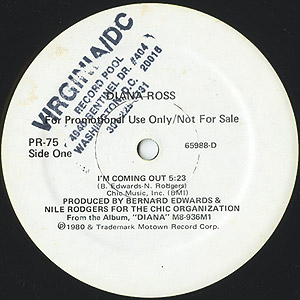 VIRGINIA/DC
RECORD POOL
WASHINGTON, D.C. 20018
DIANA ROSS
For Promotional Use Only/Not For Sale
PR-75
Side One
65988-D
I'M COMING OUT 5:23
(B. Edwards-N. Rodgers)
Chic Music, Inc. (BMI)
PRODUCED BY BERNARD EDWARDS &
NILE RODGERS FOR THE CHIC ORGANIZATION
From the Album, "DIANA" M8-936M1
©1980 & Trademark Motown Record Corp.